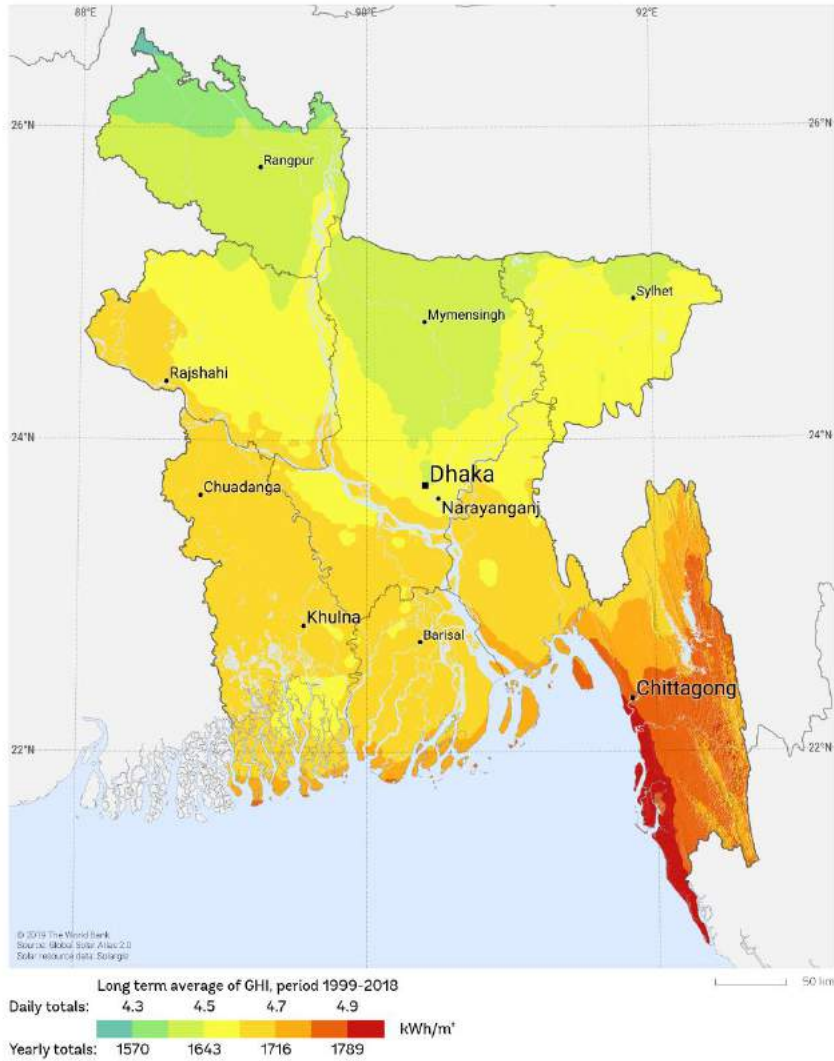 88°E 90°E 92°E
26°N 26°N
Rangpur
Sylhet
Mymensingh
Rajshahi
24°N 24°N
Dhaka
Chuadanga
Narayanganj
Khulna
Barisal
Chittagong
22°N 22°N
© 2019 The World Bank
Source: Global Solar Atlas 2.0
Solar resource data: Solargis
50 km
Long term average of GHI, period 1999-2018
Daily totals: 4.3 4.5 4.7 4.9
kWh/m²
Yearly totals: 1570 1643 1716 1789